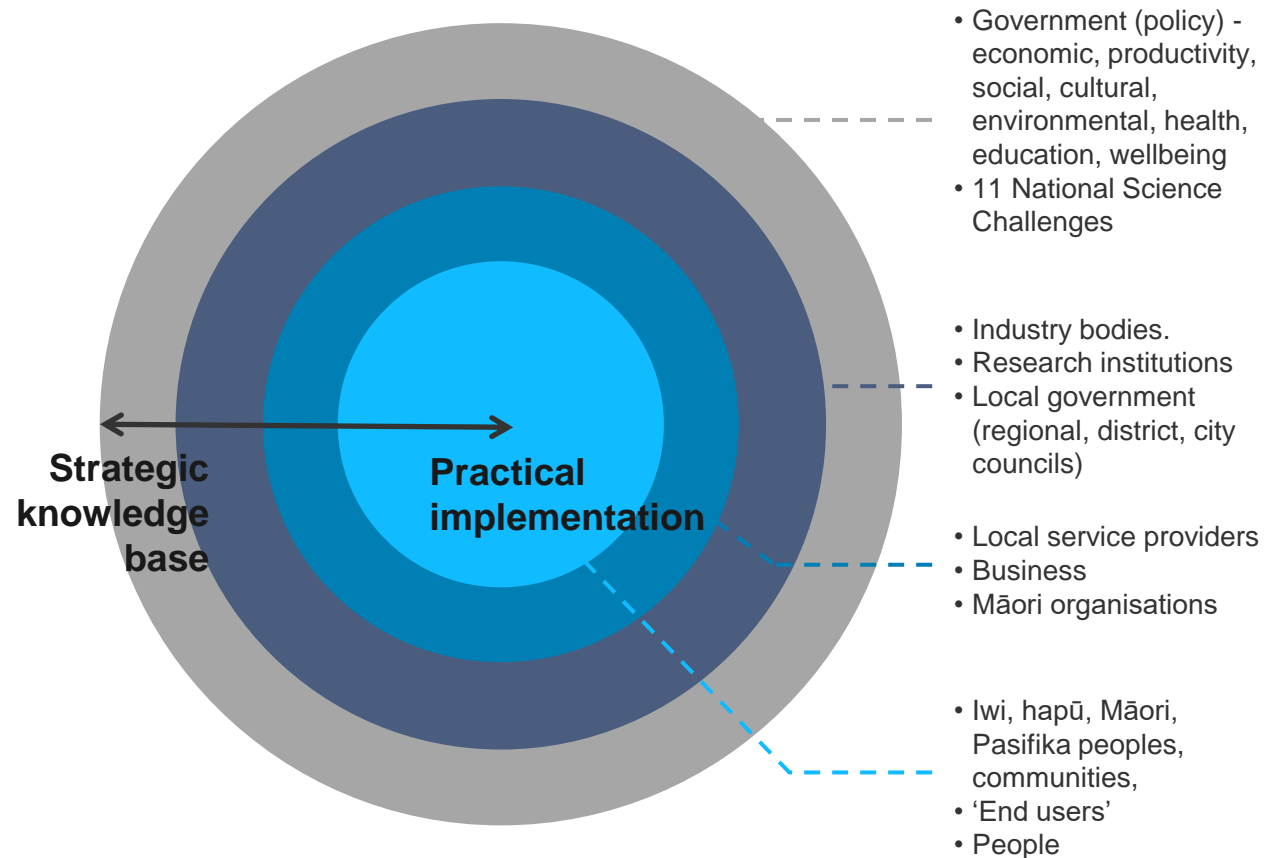 • Government (policy) -
economic, productivity,
social, cultural,
environmental, health,
education, wellbeing
• 11 National Science
Challenges
• Industry bodies.
• Research institutions
• Local government
(regional, district, city
councils)
Strategic
knowledge
base
Practical
implementation
• Local service providers
• Business
• Māori organisations
• Iwi, hapū, Māori,
Pasifika peoples,
communities,
• ‘End users’
• People